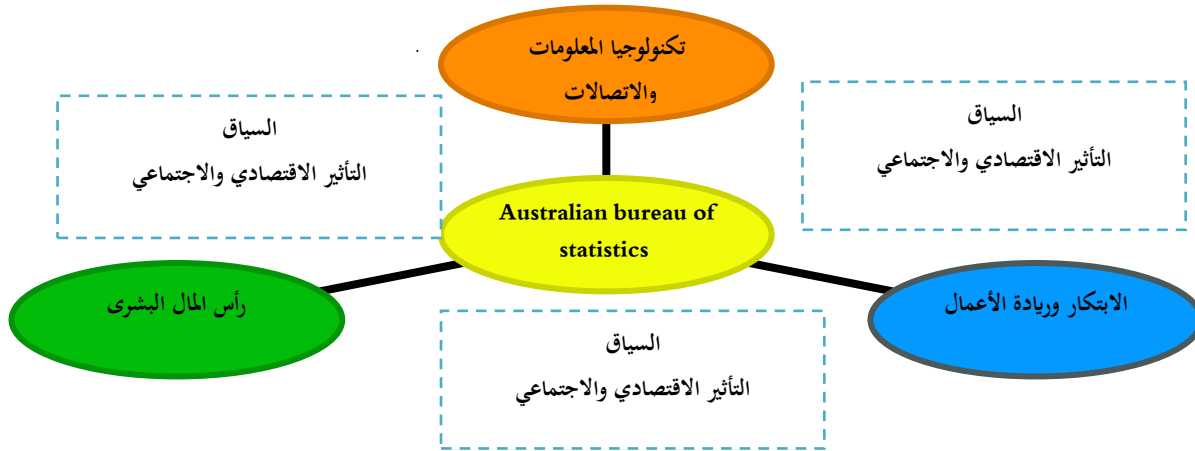 تكنولوجيا المعلومات
والاتصالات
السياق
التأثير الاقتصادي والاجتماعي
السياق
التأثير الاقتصادي والاجتماعي
Australian bureau of
statistics
الابتكار وريادة الأعمال
رأس المال البشرى
السياق
التأثير الاقتصادي والاجتماعي